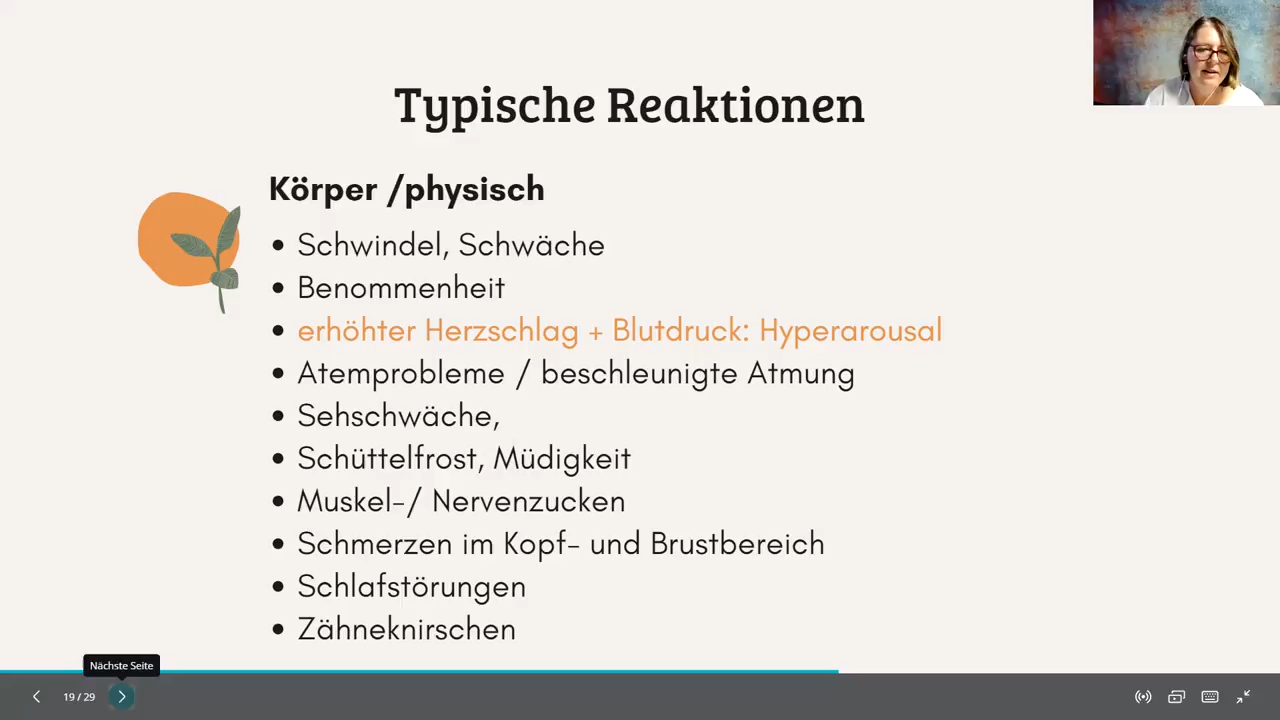 Typische Reaktionen
Körper /physisch
Schwindel, Schwäche
Benommenheit
erhöhter Herzschlag + Blutdruck: Hyperarousal
Atemprobleme / beschleunigte Atmung
Sehschwäche,
Schüttelfrost, Müdigkeit
Muskel-/ Nervenzucken
Schmerzen im Kopf- und Brustbereich
Schlafstörungen
Zähneknirschen
Nächste Seite
19 / 29